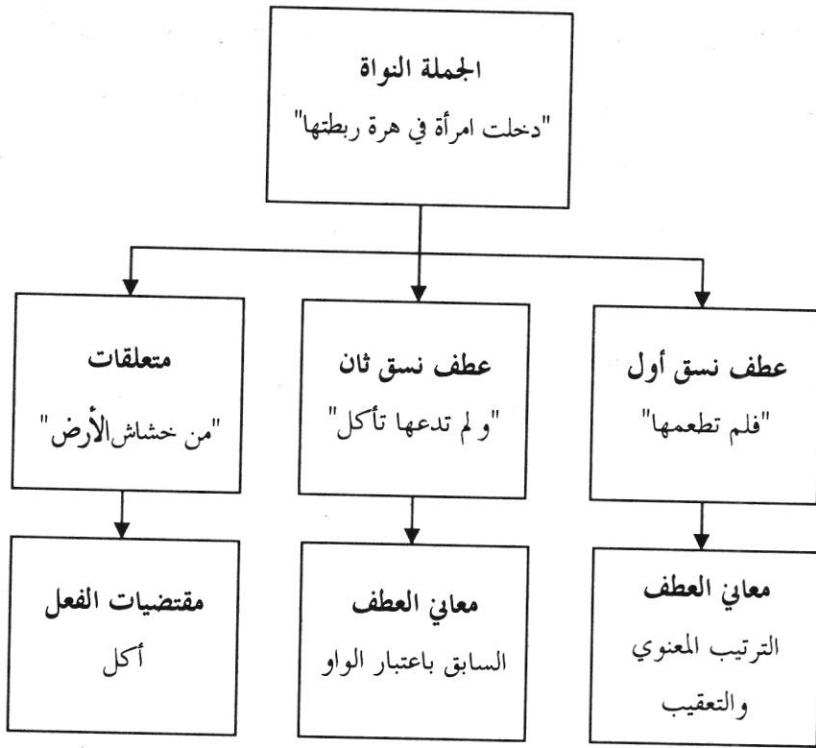 الجملة النواة
"دخلت امرأة في هرة ربطتها"
عطف نسق أول
"فلم تطعمها"
عطف نسق ثان
"و لم تدعها تأكل"
متعلقات
"من خشاش الأرض"
معاني العطف
الترتيب المعنوي
والتعقيب
معاني العطف
السابق باعتبار الواو
مقتضيات الفعل
أكل